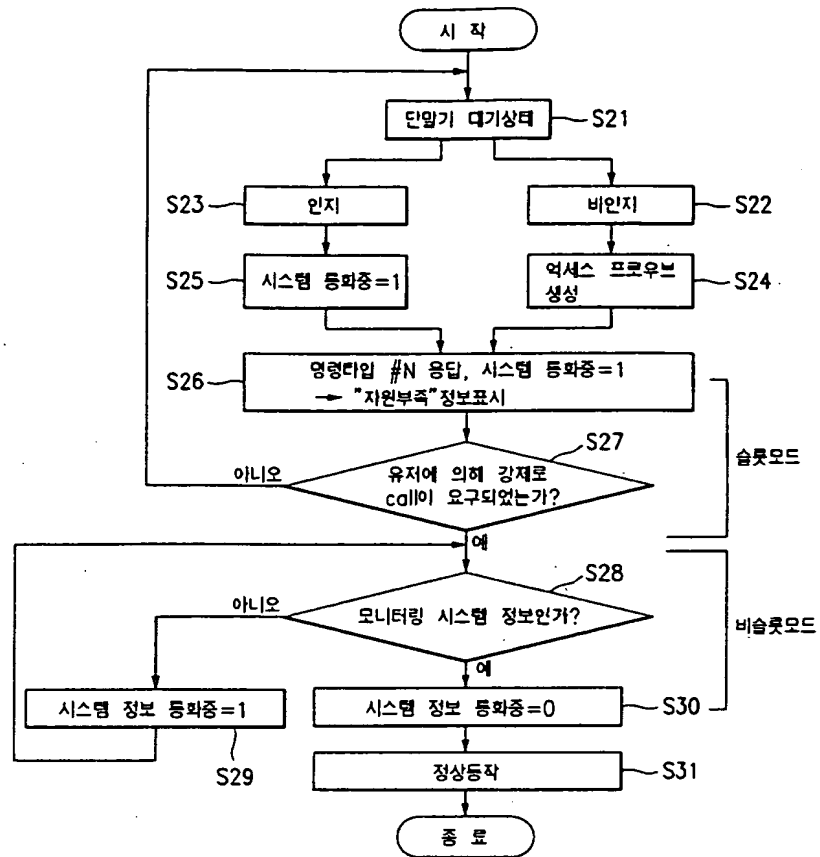 시 작
단말기 대기상태
S21
S23
인지
비인지
S22
S25
시스템 통화중=1
억세스 프로우브
생성
S24
S26
명령타입 #N 응답, 시스템 통화중=1
→ "자원부족"정보표시
S27
아니오
유저에 의해 강제로
call이 요구되었는가?
슬롯모드
예
S28
아니오
모니터링 시스템 정보인가?
비슬롯모드
예
시스템 정보 통화중=1
시스템 정보 통화중=0
S30
S29
정상동작
S31
종 료